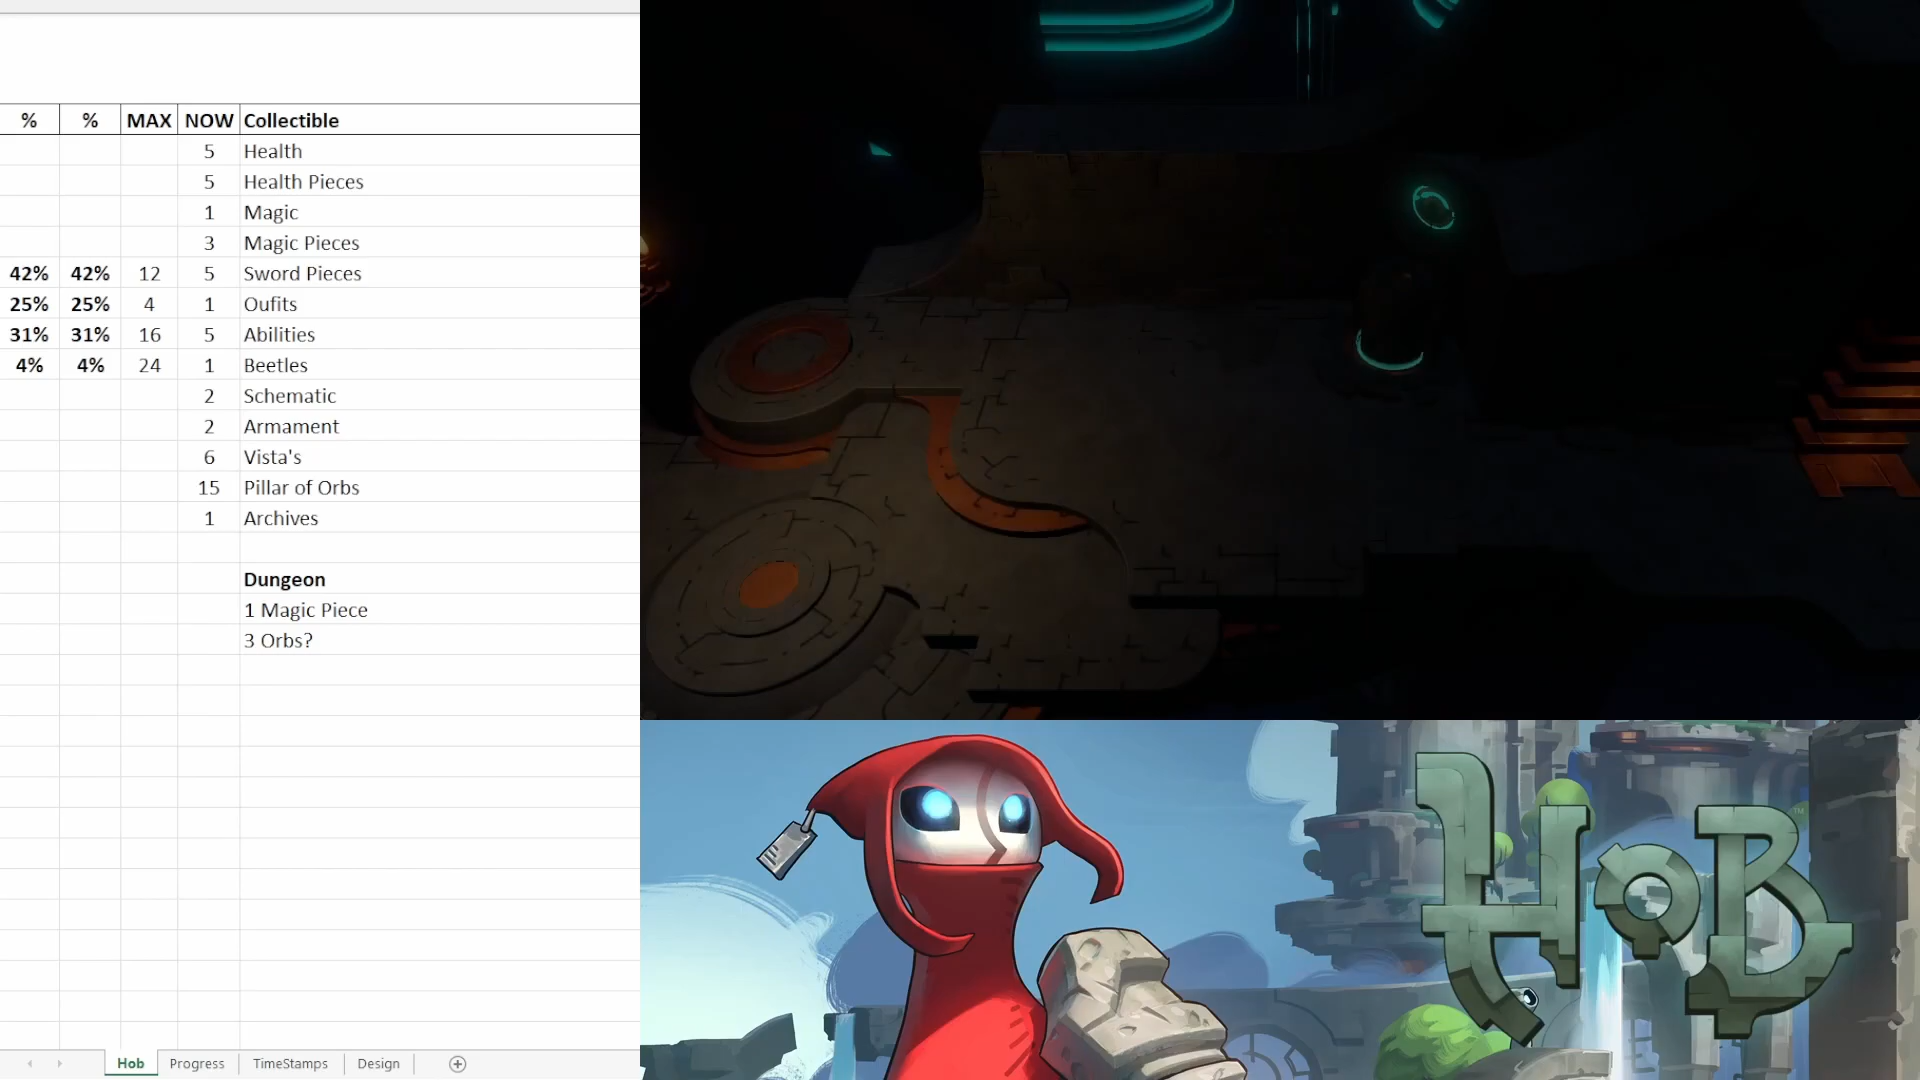 % % MAX NOW Collectible
5 Health
5 Health Pieces
1 Magic
3 Magic Pieces
42% 42% 12 5 Sword Pieces
25% 25% 4 1 Oufits
31% 31% 16 5 Abilities
4% 4% 24 1 Beetles
2 Schematic
2 Armament
6 Vista's
15 Pillar of Orbs
1 Archives
Dungeon
1 Magic Piece
3 Orbs?
Hob Progress TimeStamps Design
HOB ™